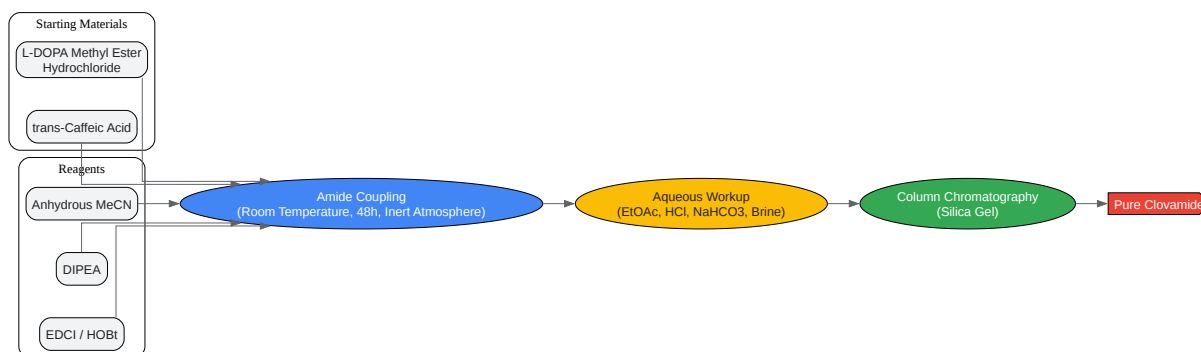 Starting Materials
L-DOPA Methyl Ester
Hydrochloride
trans-Caffeic Acid
Reagents
Anhydrous MeCN
DIPEA
EDCI / HOBt
Amide Coupling
(Room Temperature, 48h, Inert Atmosphere)
Aqueous Workup
(EtOAc, HCl, NaHCO3, Brine)
Column Chromatography
(Silica Gel)
Pure Clovamide